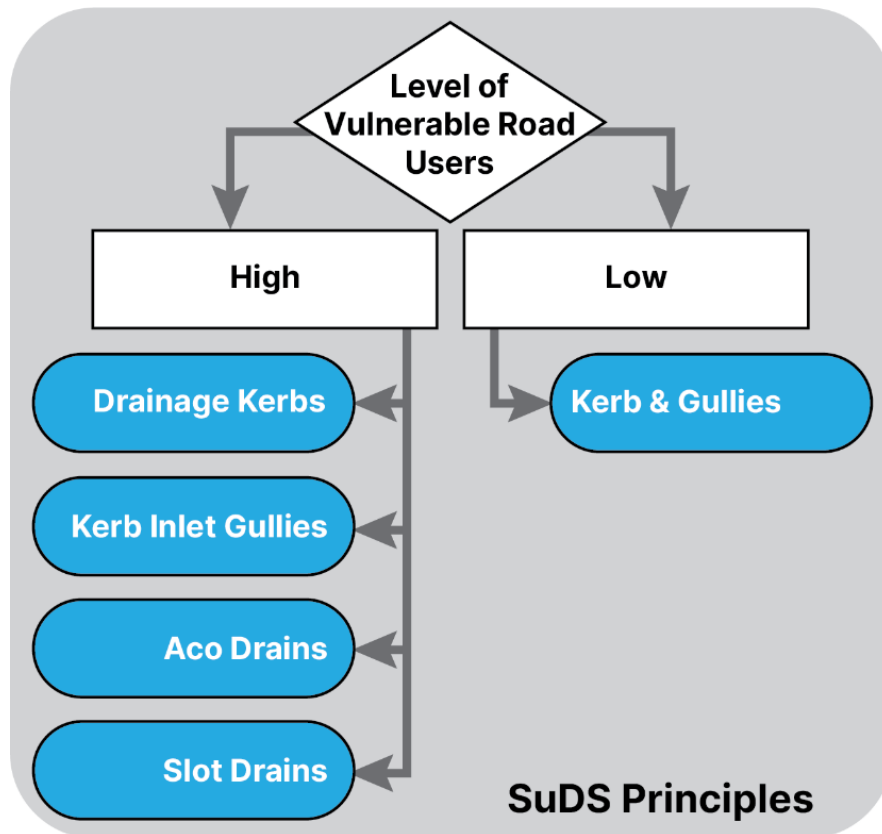 Level of
Vulnerable Road
Users
High
Low
Drainage Kerbs
Kerb & Gullies
Kerb Inlet Gullies
Aco Drains
Slot Drains
SuDS Principles